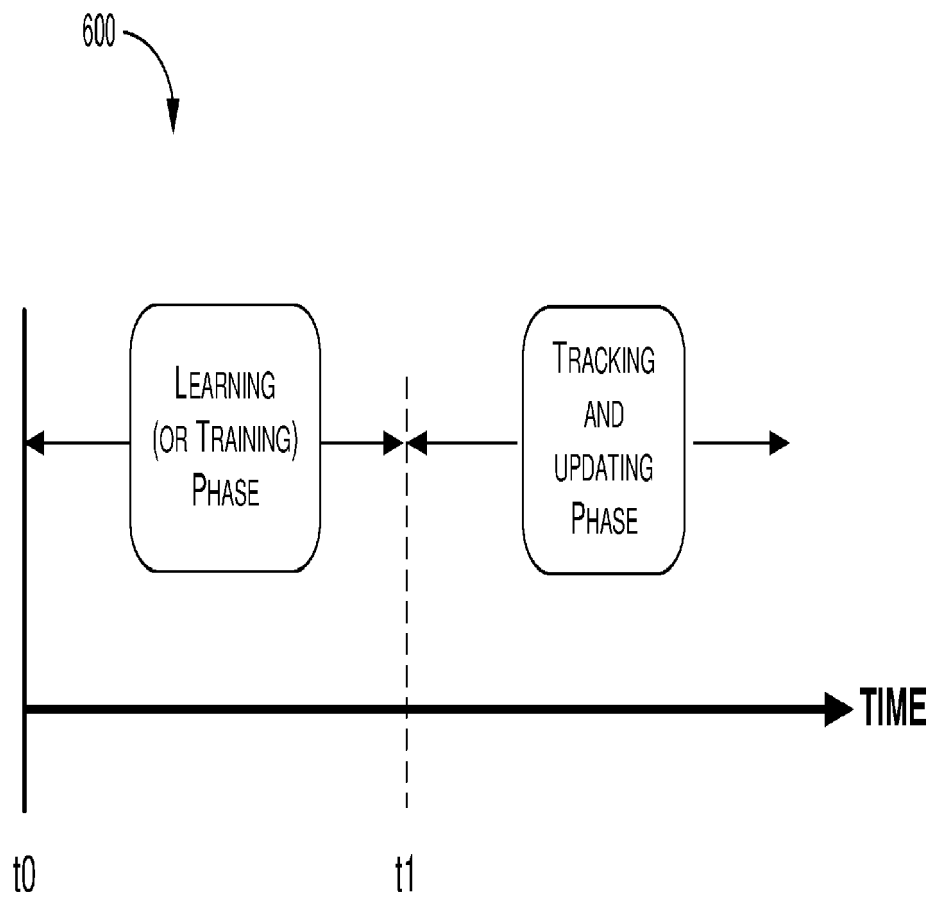 600
LEARNING
(OR TRAINING)
PHASE
TRACKING
AND
UPDATING
PHASE
TIME
t0
t1